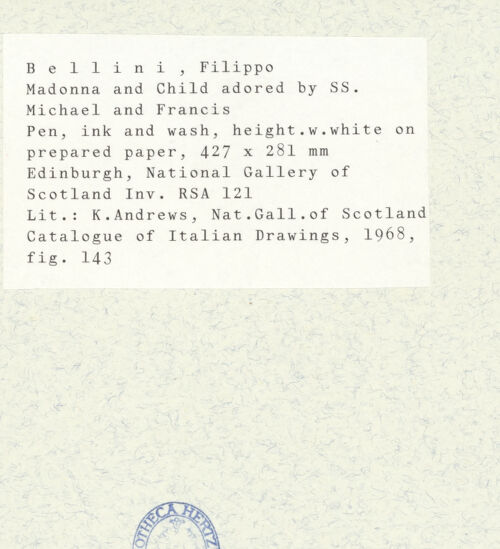 B e l l i n i , Filippo
Madonna and Child adored by SS.
Michael and Francis
Pen, ink and wash, height.w.white on
prepared paper, 427 x 281 mm
Edinburgh, National Gallery of
Scotland Inv. RSA 121
Lit.: K.Andrews, Nat.Gall.of Scotland
Catalogue of Italian Drawings, 1968,
fig. 143
OTHECA HERTZ